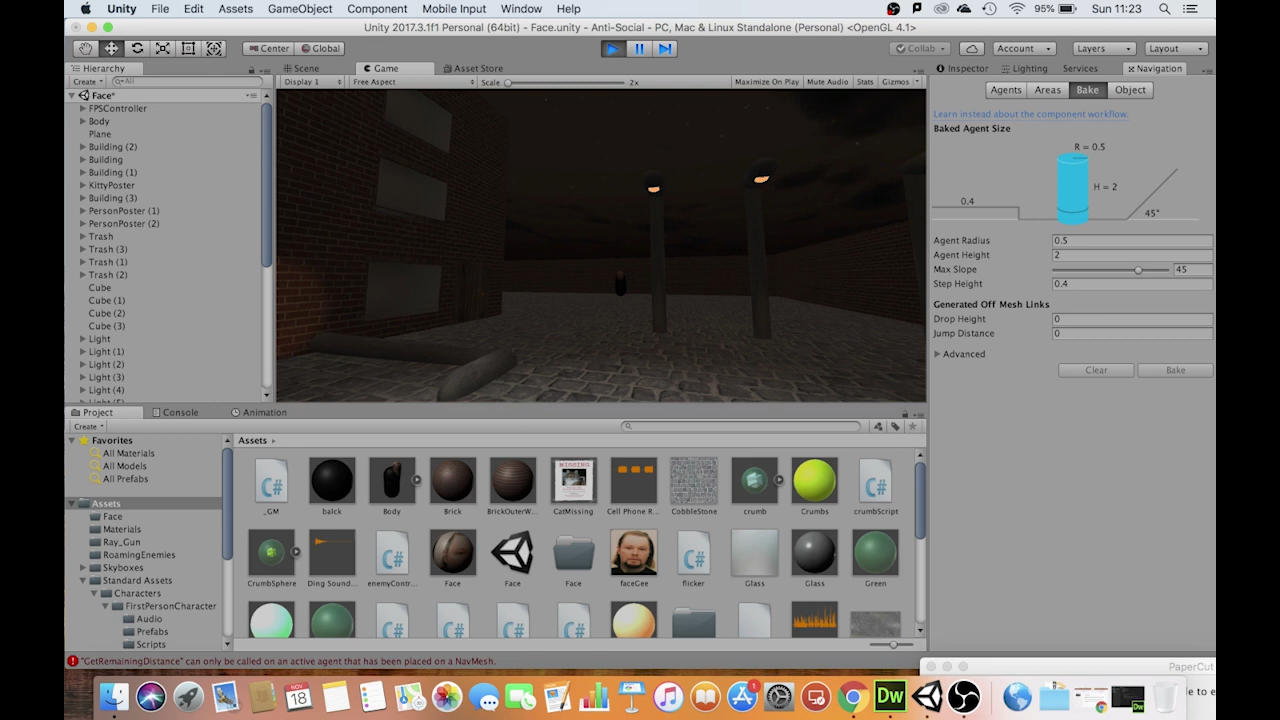 Unity File Edit Assets GameObject Component Mobile Input Window Help 95% Sun 11:23
Unity 2017.3.1f1 Personal (64bit) - Face.unity - Anti-Social - PC, Mac & Linux Standalone (Personal) <OpenGL 4.1>
Center Global Collab Account Layers Layout
Hierarchy Scene Game Asset Store Inspector Lighting Services Navigation
Create All Display 1 Free Aspect Scale 2x Maximize On Play Mute Audio Stats Gizmos
Face*
FPSController
Body
Plane
Building (2)
Building
Building (1)
KittyPoster
Building (3)
PersonPoster (1)
PersonPoster (2)
Trash
Trash (3)
Trash (1)
Trash (2)
Cube
Cube (1)
Cube (2)
Cube (3)
Light
Light (1)
Light (2)
Light (3)
Light (4)
Light (5)
Agents Areas Bake Object
Learn instead about the component workflow.
Baked Agent Size
R = 0.5
H = 2
0.4
45°
Agent Radius 0.5
Agent Height 2
Max Slope 45
Step Height 0.4
Generated Off Mesh Links
Drop Height 0
Jump Distance 0
Advanced
Clear Bake
Project Console Animation
Create
Favorites
All Materials
All Models
All Prefabs
Assets
Face
Materials
Ray_Gun
RoamingEnemies
Skyboxes
Standard Assets
Characters
FirstPersonCharacter
Audio
Prefabs
Scripts
Assets
C# MISSING C#
_GM balck Body Brick BrickOuterW... CatMissing Cell Phone R... CobbleStone crumb Crumbs crumbScript
C# C#
CrumbSphere Ding Sound... enemyContr... Face Face Face faceGee flicker Glass Glass Green
C# C# C# C#
"GetRemainingDistance" can only be called on an active agent that has been placed on a NavMesh.
PaperCut
NOV
18
1
Dw